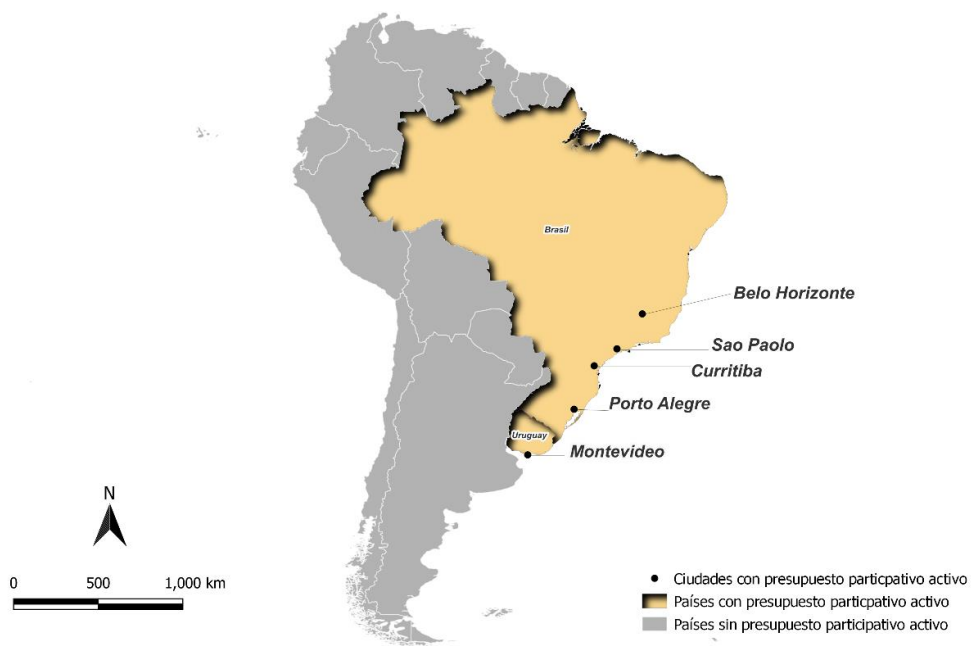 Brasil
Belo Horizonte
Sao Paolo
Curritiba
Porto Alegre
Uruguay
Montevideo
N
0 500 1,000 km
Ciudades con presupuesto particpativo activo
Países con presupuesto particpativo activo
Países sin presupuesto participativo activo